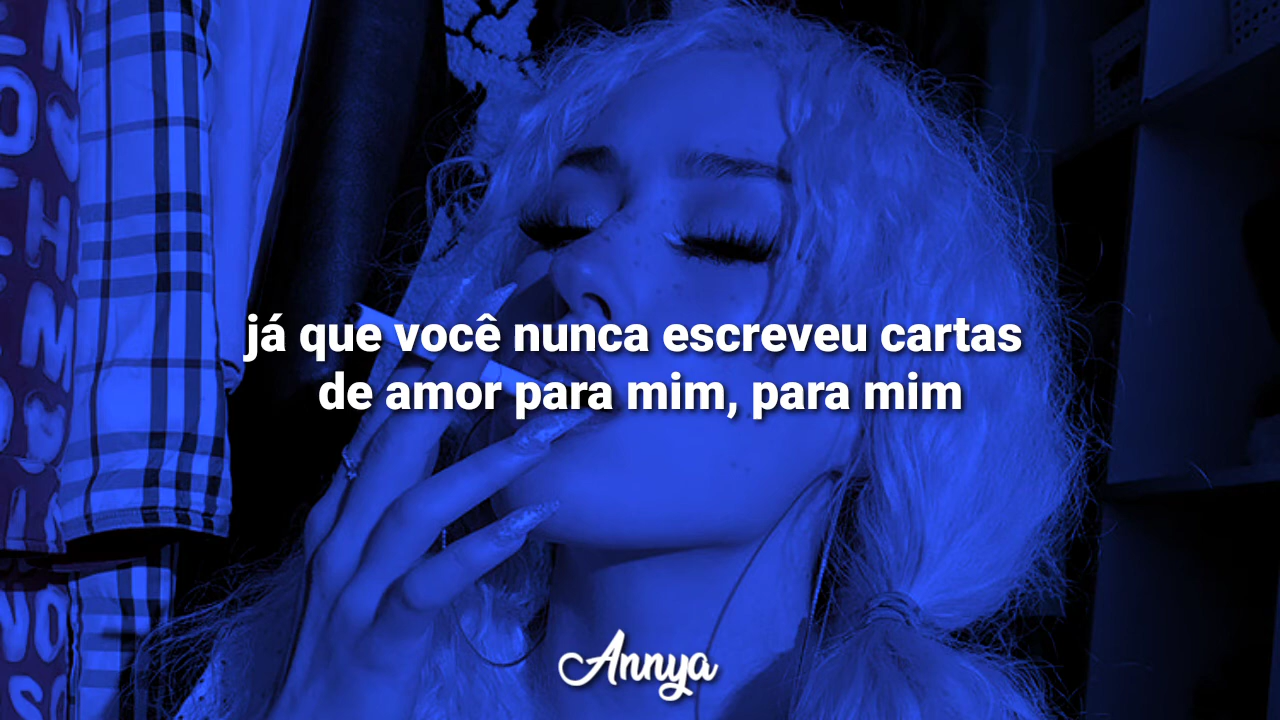 já que você nunca escreveu cartas
de amor para mim, para mim
Annya